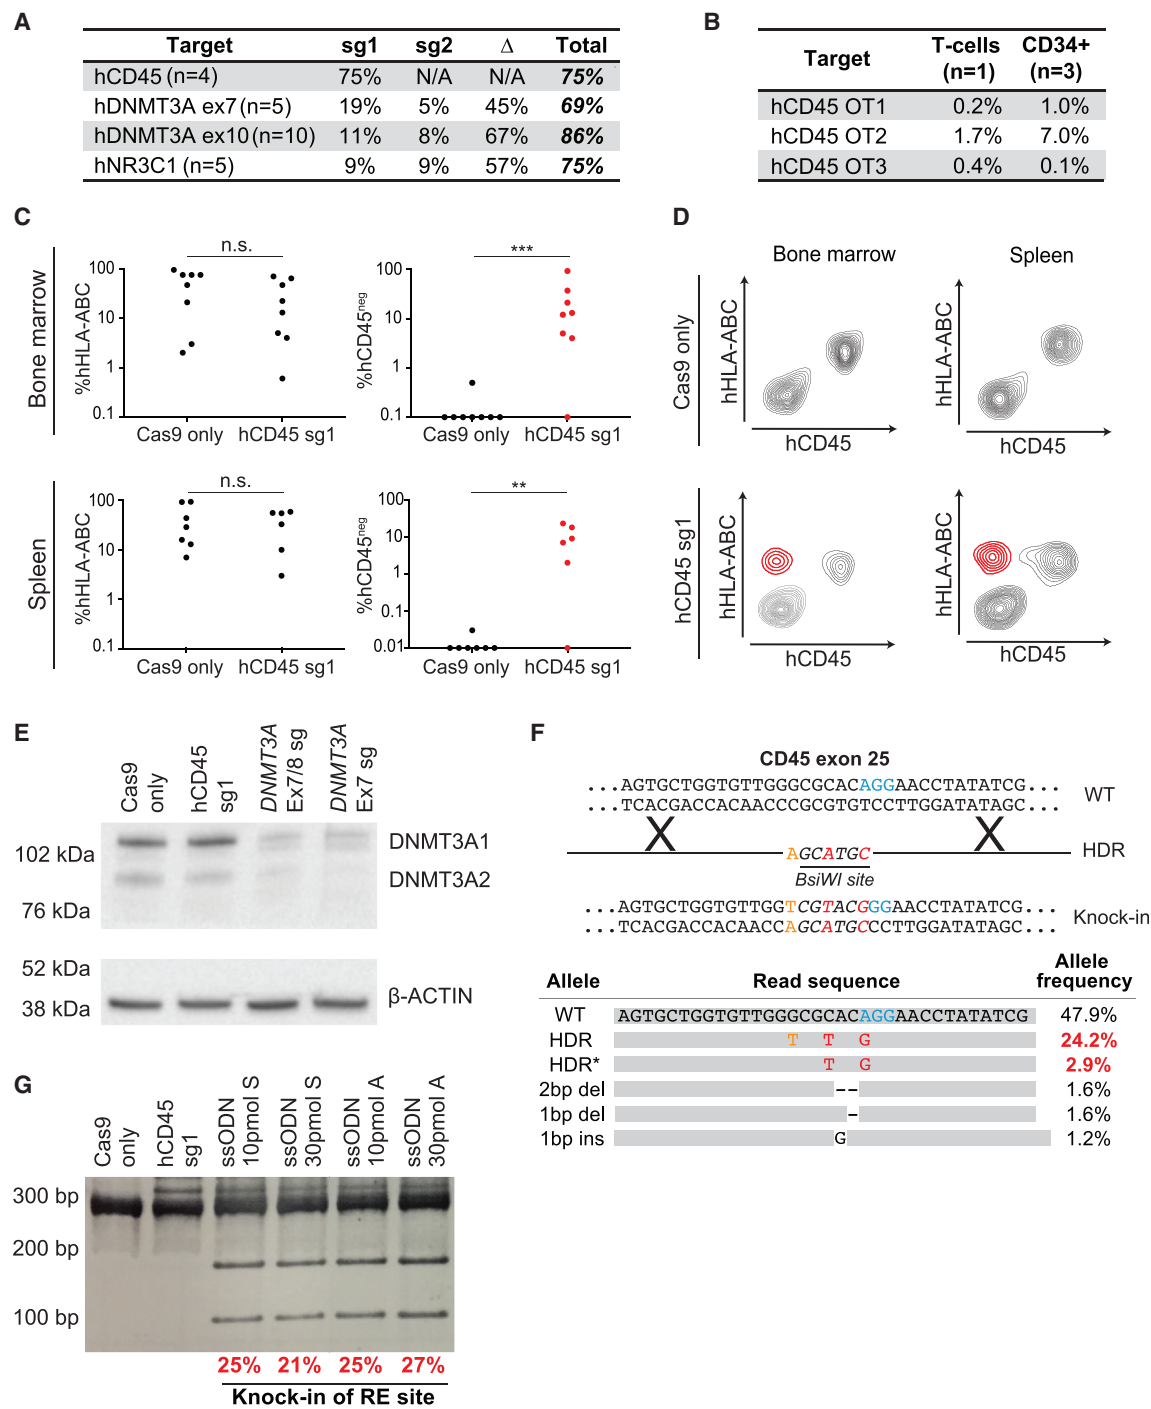 A
Target sg1 sg2 Δ Total
hCD45 (n=4) 75% N/A N/A 75%
hDNMT3A ex7 (n=5) 19% 5% 45% 69%
hDNMT3A ex10 (n=10) 11% 8% 67% 86%
hNR3C1 (n=5) 9% 9% 57% 75%
B
Target T-cells (n=1) CD34+ (n=3)
hCD45 OT1 0.2% 1.0%
hCD45 OT2 1.7% 7.0%
hCD45 OT3 0.4% 0.1%
C
Bone marrow
%hHLA-ABC
100
10
1
0.1
n.s.
Cas9 only hCD45 sg1
%hCD45neg
100
10
1
0.1
***
Cas9 only hCD45 sg1
Spleen
%hHLA-ABC
100
10
1
0.1
n.s.
Cas9 only hCD45 sg1
%hCD45neg
100
10
1
0.1
0.01
**
Cas9 only hCD45 sg1
D
Bone marrow Spleen
Cas9 only
hHLA-ABC
hCD45
hHLA-ABC
hCD45
hCD45 sg1
hHLA-ABC
hCD45
hHLA-ABC
hCD45
E
Cas9 only
hCD45 sg1
DNMT3A Ex7/8 sg
DNMT3A Ex7 sg
102 kDa
76 kDa
52 kDa
38 kDa
DNMT3A1
DNMT3A2
β-ACTIN
F
CD45 exon 25
...AGTGCTGGTGTTGGGCGCACAGGAACCTATATCG...
...TCACGACCACAACCCGCGTGTCCTTGGATATAGC...
WT
X X
AGCATGC
HDR
BsiWI site
...AGTGCTGGTGTTGGTCGTACGGGAACCTATATCG...
...TCACGACCACAACCAGCATGCCCTTGGATATAGC...
Knock-in
Allele Read sequence Allele frequency
WT AGTGCTGGTGTTGGGCGCACAGGAACCTATATCG 47.9%
HDR T T G 24.2%
HDR* T G 2.9%
2bp del -- 1.6%
1bp del - 1.6%
1bp ins G 1.2%
G
Cas9 only
hCD45 sg1
ssODN 10pmol S
ssODN 30pmol S
ssODN 10pmol A
ssODN 30pmol A
300 bp
200 bp
100 bp
25% 21% 25% 27%
Knock-in of RE site